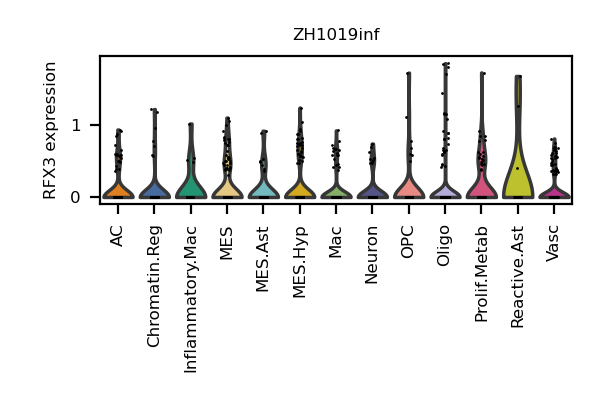 ZH1019inf
RFX3 expression
1
0
AC
Chromatin.Reg
Inflammatory.Mac
MES
MES.Ast
MES.Hyp
Mac
Neuron
OPC
Oligo
Prolif.Metab
Reactive.Ast
Vasc